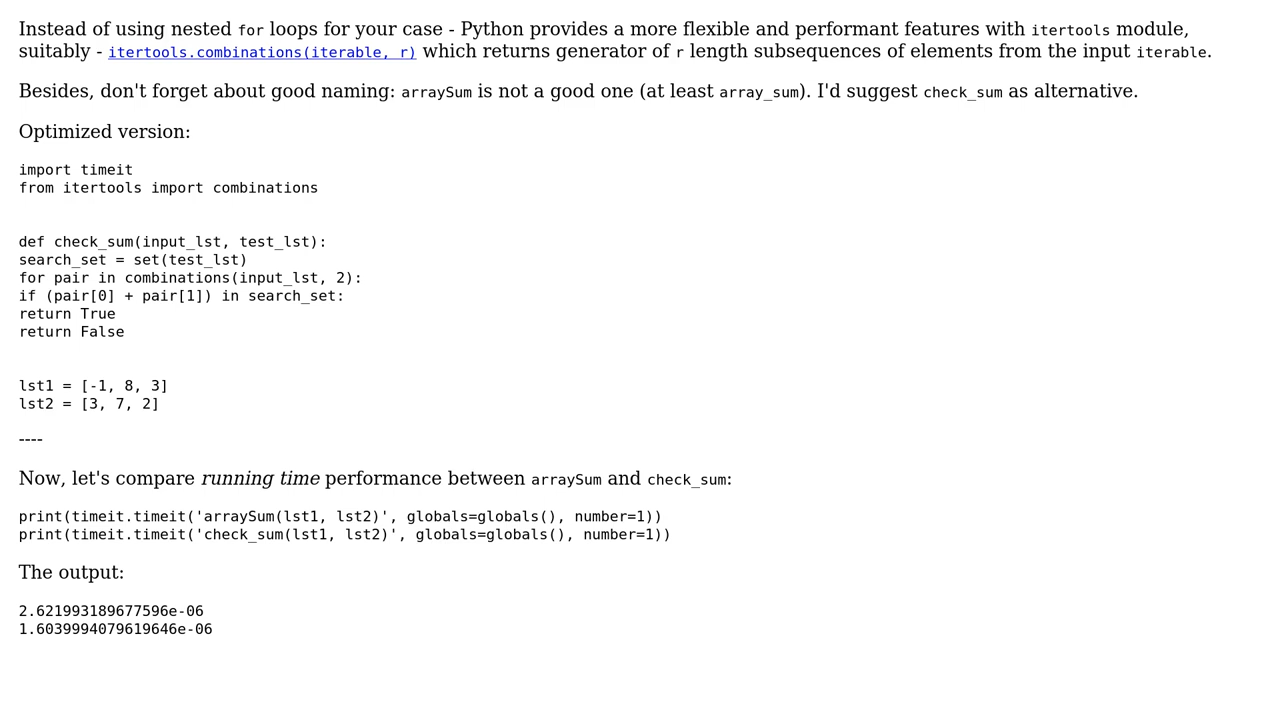 Instead of using nested for loops for your case - Python provides a more flexible and performant features with itertools module,
suitably - itertools.combinations(iterable, r) which returns generator of r length subsequences of elements from the input iterable.
Besides, don't forget about good naming: arraySum is not a good one (at least array_sum). I'd suggest check_sum as alternative.
Optimized version:
import timeit
from itertools import combinations
def check_sum(input_lst, test_lst):
search_set = set(test_lst)
for pair in combinations(input_lst, 2):
if (pair[0] + pair[1]) in search_set:
return True
return False
lst1 = [-1, 8, 3]
lst2 = [3, 7, 2]
----
Now, let's compare running time performance between arraySum and check_sum:
print(timeit.timeit('arraySum(lst1, lst2)', globals=globals(), number=1))
print(timeit.timeit('check_sum(lst1, lst2)', globals=globals(), number=1))
The output:
2.621993189677596e-06
1.6039994079619646e-06